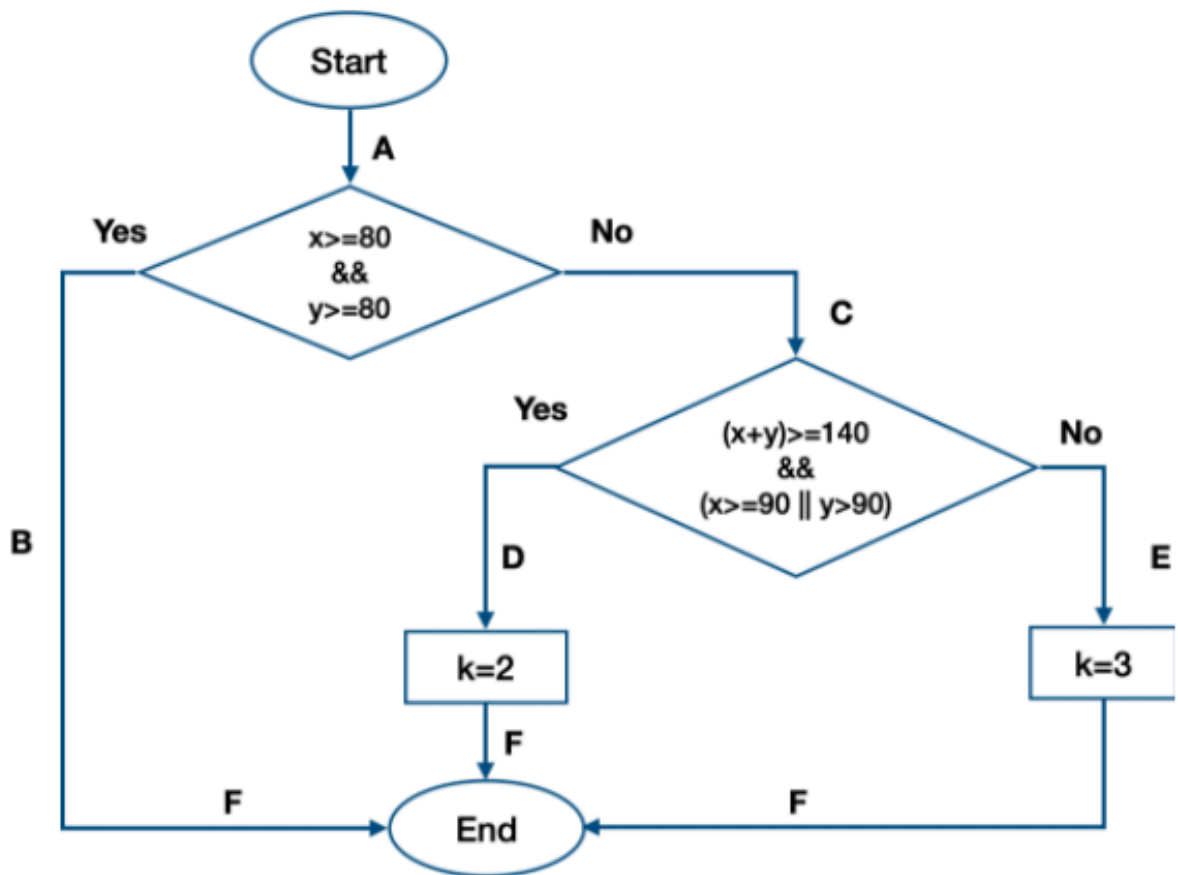 Start
A
Yes
No
x>=80
&&
y>=80
C
Yes
No
(x+y)>=140
&&
(x>=90 || y>90)
B
D
E
k=2
k=3
F
F
F
End